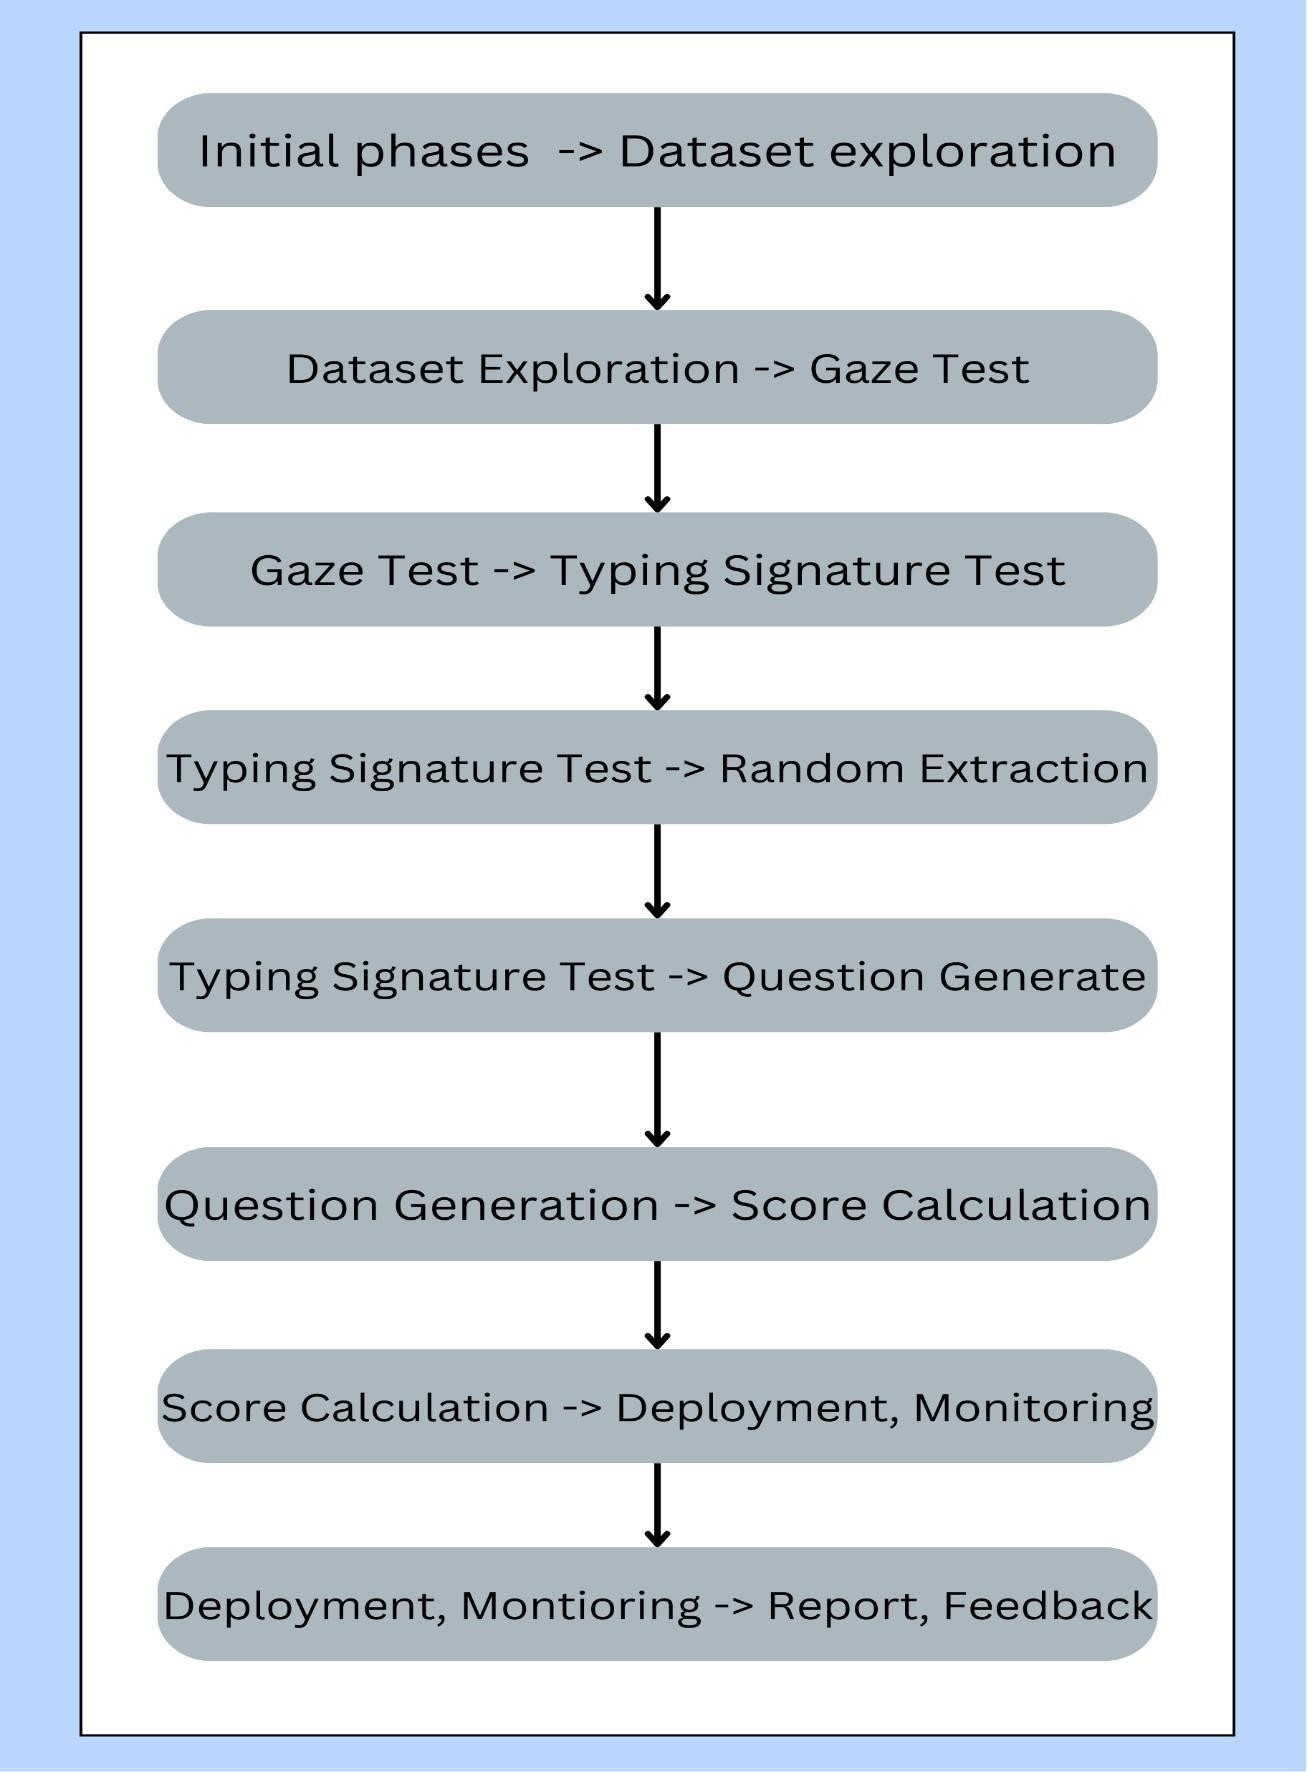 Initial phases -> Dataset exploration
Dataset Exploration -> Gaze Test
Gaze Test -> Typing Signature Test
Typing Signature Test -> Random Extraction
Typing Signature Test -> Question Generate
Question Generation -> Score Calculation
Score Calculation -> Deployment, Monitoring
Deployment, Montioring -> Report, Feedback